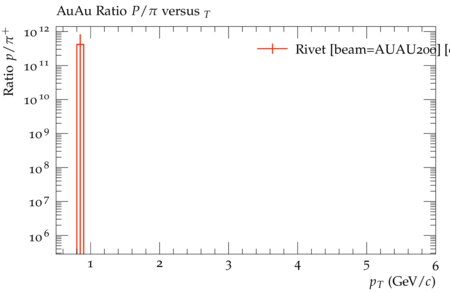 AuAu Ratio P/π versus T
Ratio p/π⁺
10¹²
10¹¹
10¹⁰
10⁹
10⁸
10⁷
10⁶
Rivet [beam=AUAU200] [
1 2 3 4 5 6
p_T (GeV/c)